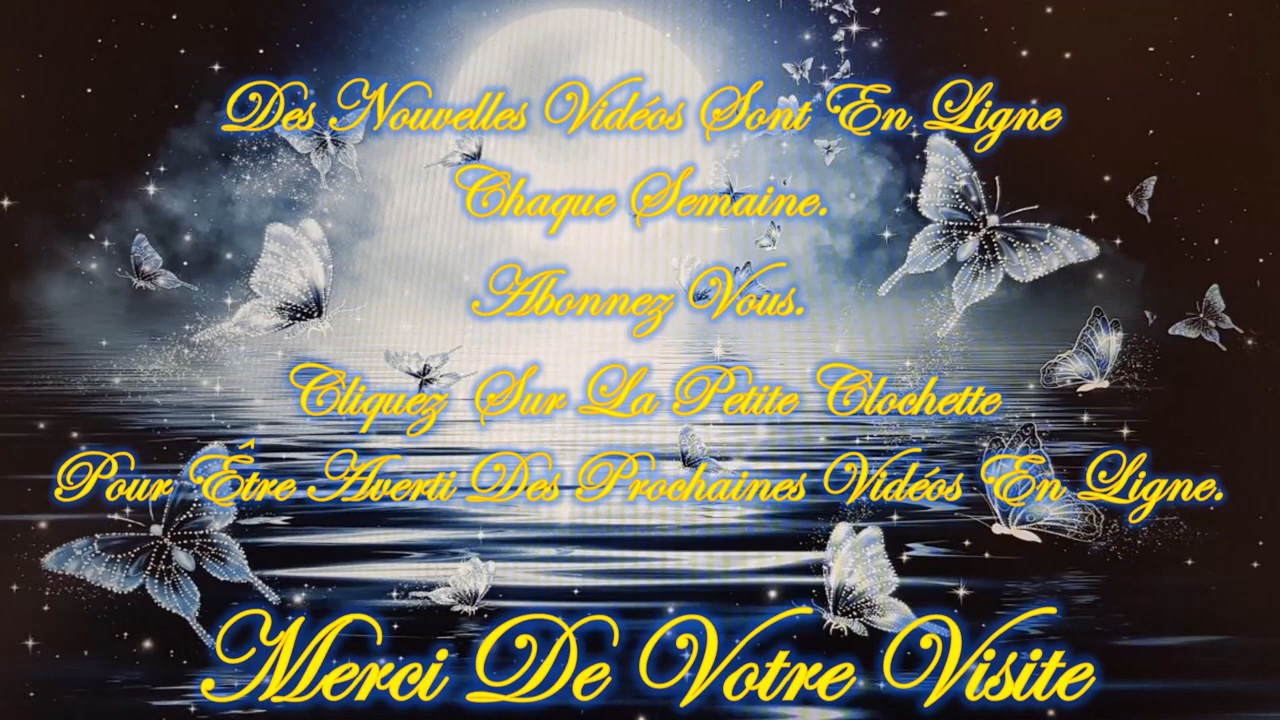 Des Nouvelles Vidéos Sont En Ligne
Chaque Semaine.
Abonnez Vous.
Cliquez Sur La Petite Clochette
Pour Être Averti Des Prochaines Vidéos En Ligne.
Merci De Votre Visite